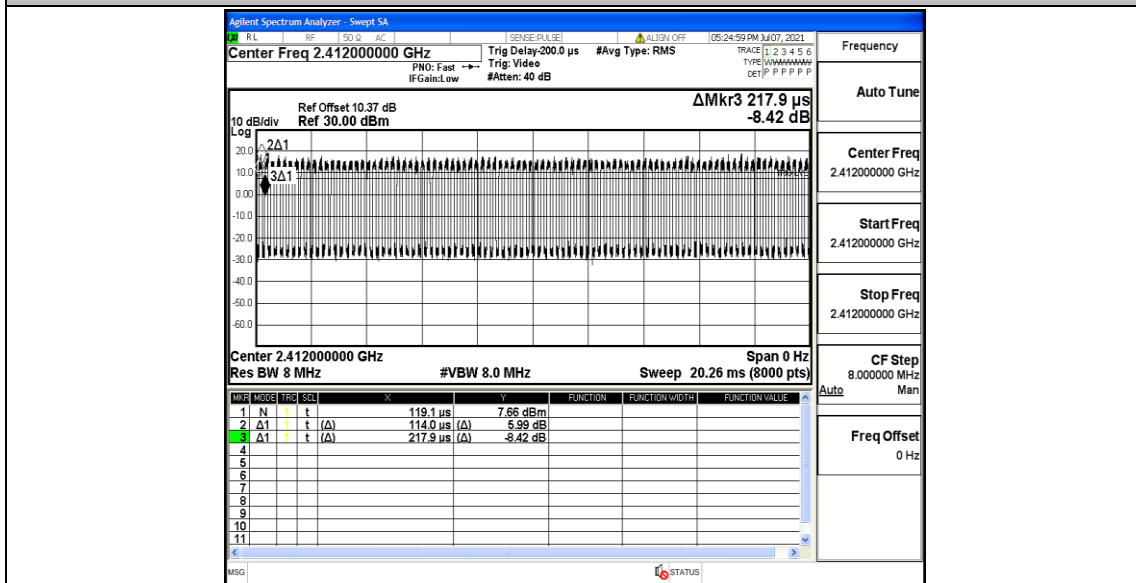 Agilent Spectrum Analyzer - Swept SA
RL RF 50 Ω AC SENSE:PULSE ALIGN OFF 05:24:59 PM Jul 07, 2021
Center Freq 2.412000000 GHz
PNO: Fast
IFGain:Low
Trig Delay-200.0 µs
Trig: Video
#Atten: 40 dB
#Avg Type: RMS
TRACE 1 2 3 4 5 6
TYPE
DET P P P P P P
Frequency
Auto Tune
Center Freq
2.412000000 GHz
Start Freq
2.412000000 GHz
Stop Freq
2.412000000 GHz
CF Step
8.000000 MHz
Auto Man
Freq Offset
0 Hz
ΔMkr3 217.9 µs
-8.42 dB
Ref Offset 10.37 dB
10 dB/div Ref 30.00 dBm
Log
20.0
10.0
0.00
-10.0
-20.0
-30.0
-40.0
-50.0
-60.0
2Δ1
3Δ1
Center 2.412000000 GHz Span 0 Hz
Res BW 8 MHz #VBW 8.0 MHz Sweep 20.26 ms (8000 pts)
MKR MODE TRC SCL X Y FUNCTION FUNCTION WIDTH FUNCTION VALUE
1 N 1 t 119.1 µs 7.66 dBm
2 Δ1 1 t (Δ) 114.0 µs (Δ) 5.99 dB
3 Δ1 1 t (Δ) 217.9 µs (Δ) -8.42 dB
4
5
6
7
8
9
10
11
MSG STATUS